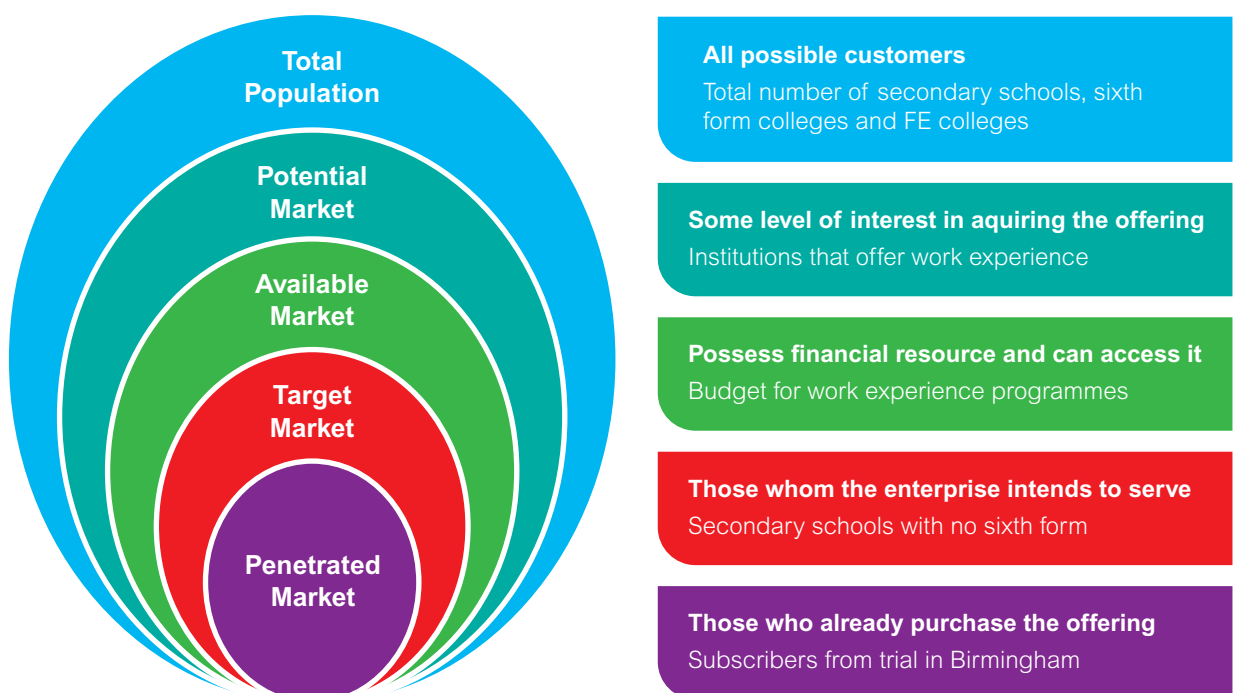 Total
Population
Potential
Market
Available
Market
Target
Market
Penetrated
Market
All possible customers
Total number of secondary schools, sixth
form colleges and FE colleges
Some level of interest in aquiring the offering
Institutions that offer work experience
Possess financial resource and can access it
Budget for work experience programmes
Those whom the enterprise intends to serve
Secondary schools with no sixth form
Those who already purchase the offering
Subscribers from trial in Birmingham